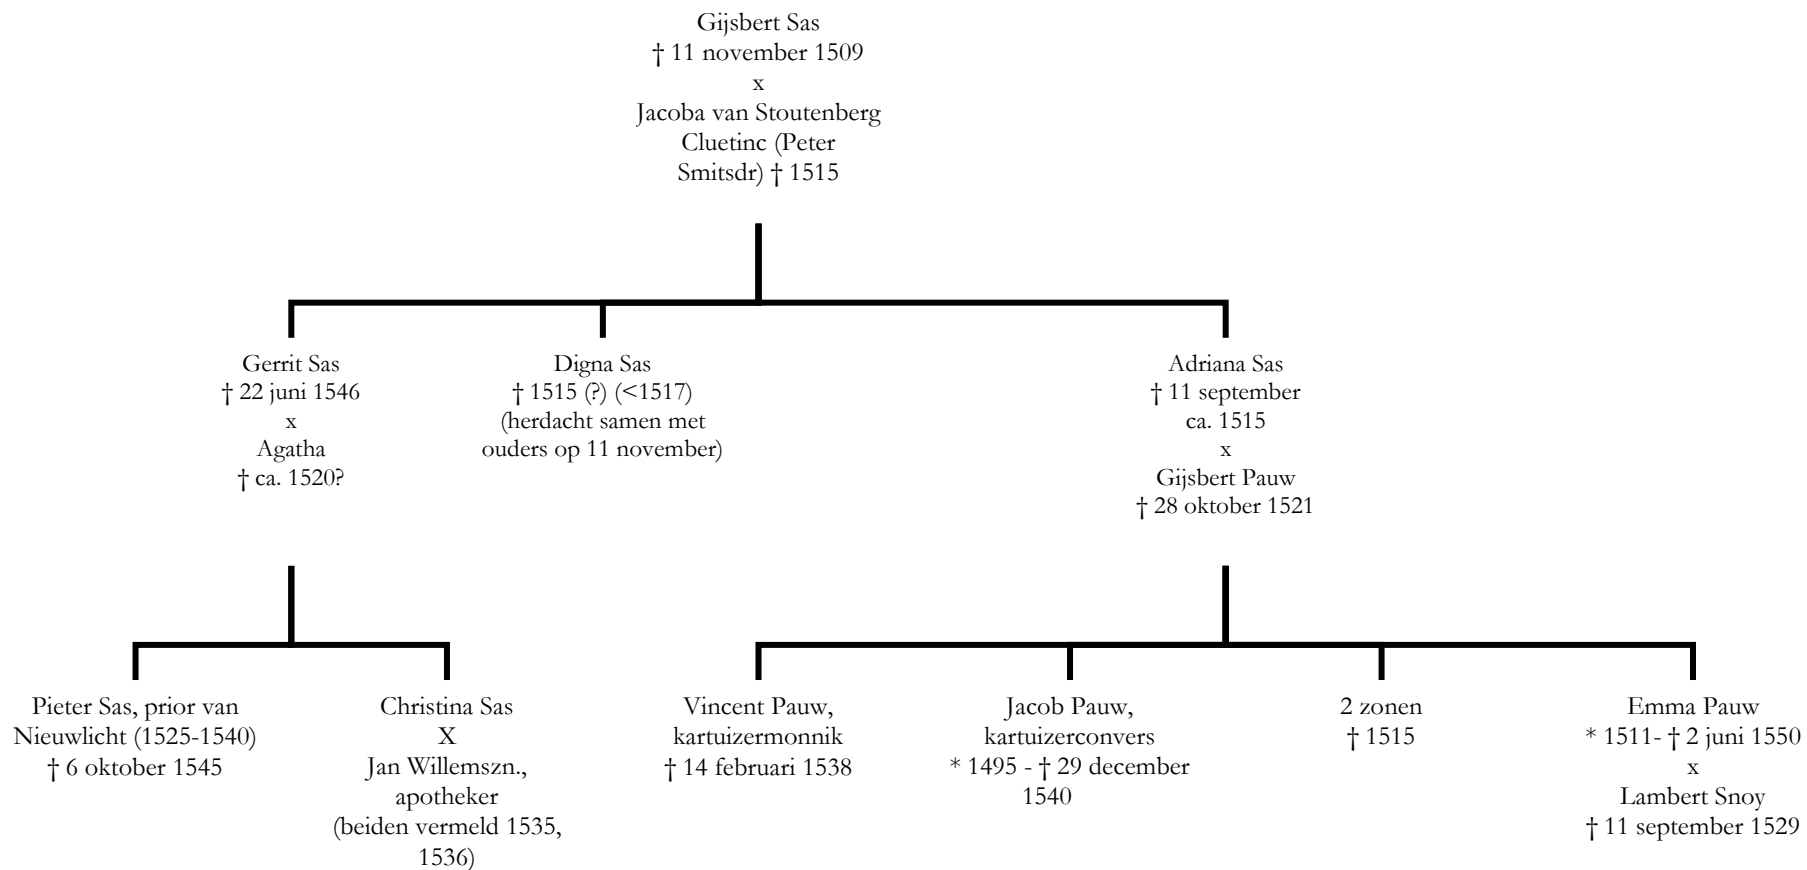 Gijsbert Sas
† 11 november 1509
x
Jacoba van Stoutenberg
Cluetinc (Peter
Smitsdr) † 1515
Gerrit Sas
† 22 juni 1546
x
Agatha
† ca. 1520?
Digna Sas
† 1515 (?) (<1517)
(herdacht samen met
ouders op 11 november)
Adriana Sas
† 11 september
ca. 1515
x
Gijsbert Pauw
† 28 oktober 1521
Pieter Sas, prior van
Nieuwlicht (1525-1540)
† 6 oktober 1545
Christina Sas
X
Jan Willemszn.,
apotheker
(beiden vermeld 1535,
1536)
Vincent Pauw,
kartuizermonnik
† 14 februari 1538
Jacob Pauw,
kartuizerconvers
* 1495 - † 29 december
1540
2 zonen
† 1515
Emma Pauw
* 1511- † 2 juni 1550
x
Lambert Snoy
† 11 september 1529